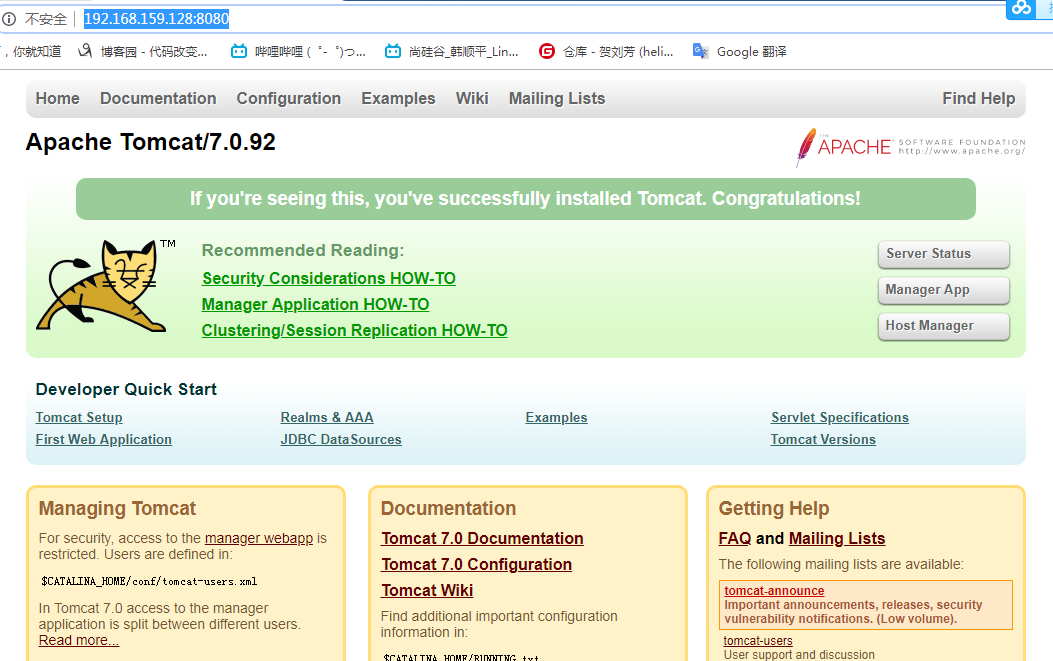 不安全 192.168.159.128:8080
，你就知道 博客园 - 代码改变... 哔哩哔哩 ( ゜- ゜)つ... 尚硅谷_韩顺平_Lin... 仓库 - 贺刘芳 (heli... Google 翻译
Home Documentation Configuration Examples Wiki Mailing Lists Find Help
Apache Tomcat/7.0.92
THE APACHE SOFTWARE FOUNDATION
http://www.apache.org/
If you're seeing this, you've successfully installed Tomcat. Congratulations!
TM
Recommended Reading:
Security Considerations HOW-TO
Manager Application HOW-TO
Clustering/Session Replication HOW-TO
Server Status
Manager App
Host Manager
Developer Quick Start
Tomcat Setup Realms & AAA Examples Servlet Specifications
First Web Application JDBC DataSources Tomcat Versions
Managing Tomcat
For security, access to the manager webapp is
restricted. Users are defined in:
$CATALINA_HOME/conf/tomcat-users.xml
In Tomcat 7.0 access to the manager
application is split between different users.
Read more...
Documentation
Tomcat 7.0 Documentation
Tomcat 7.0 Configuration
Tomcat Wiki
Find additional important configuration
information in:
$CATALINA_HOME/RUNNING.txt
Getting Help
FAQ and Mailing Lists
The following mailing lists are available:
tomcat-announce
Important announcements, releases, security
vulnerability notifications. (Low volume).
tomcat-users
User support and discussion